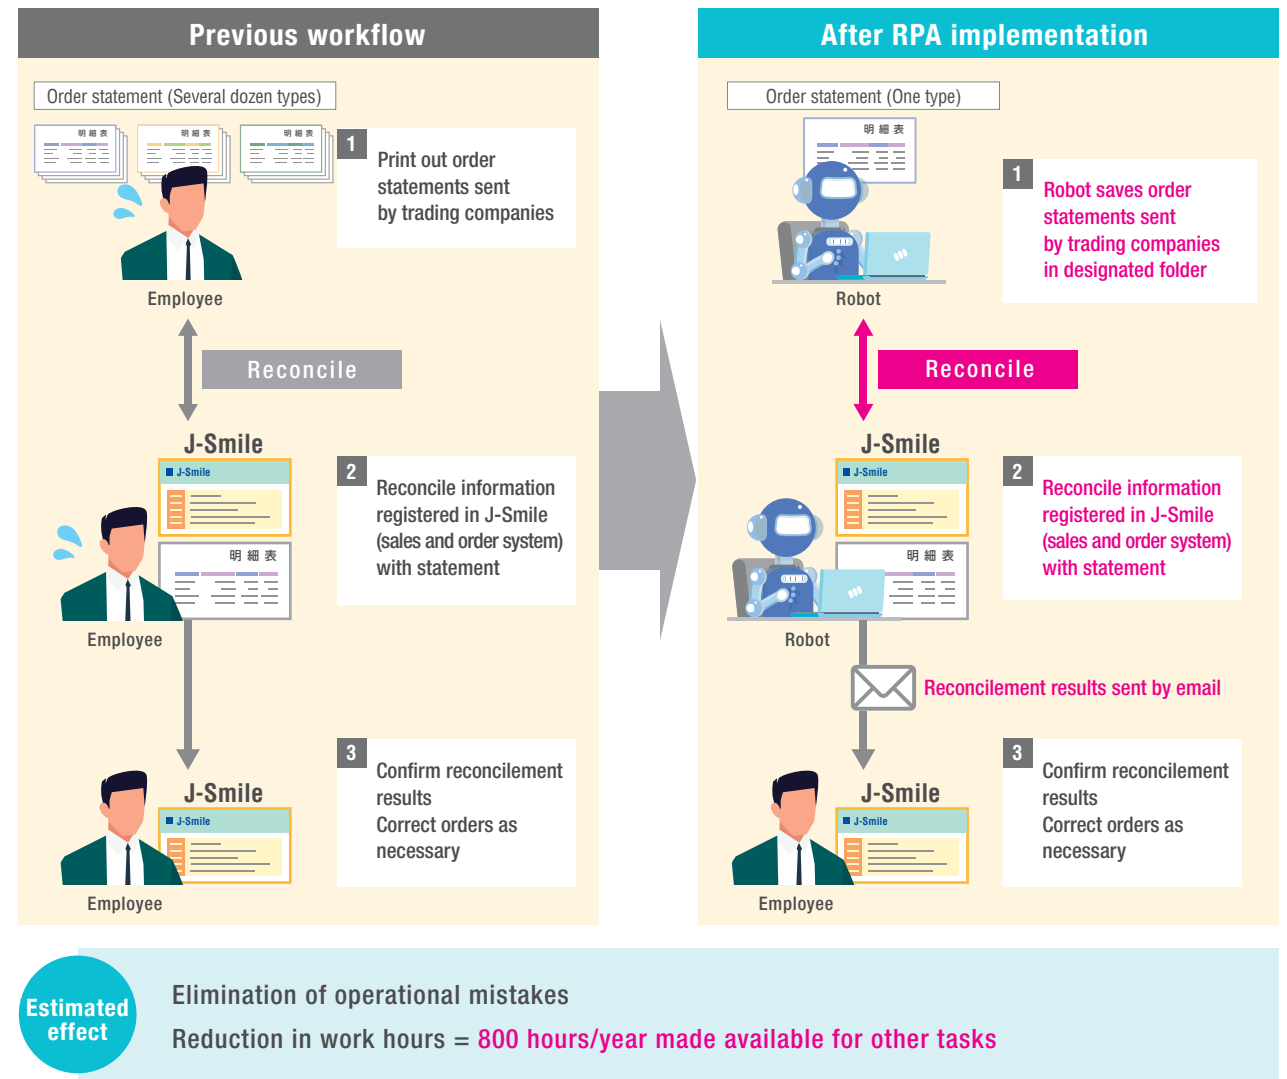 Previous workflow
Order statement (Several dozen types)
明細表
明細表
明細表
1
Print out order
statements sent
by trading companies
Employee
Reconcile
J-Smile
J-Smile
明細表
2
Reconcile information
registered in J-Smile
(sales and order system)
with statement
Employee
3
Confirm reconcilement
results
Correct orders as
necessary
J-Smile
J-Smile
Employee
After RPA implementation
Order statement (One type)
明細表
1
Robot saves order
statements sent
by trading companies
in designated folder
Robot
Reconcile
J-Smile
J-Smile
明細表
2
Reconcile information
registered in J-Smile
(sales and order system)
with statement
Robot
Reconcilement results sent by email
3
Confirm reconcilement
results
Correct orders as
necessary
J-Smile
J-Smile
Employee
Estimated
effect
Elimination of operational mistakes
Reduction in work hours = 800 hours/year made available for other tasks